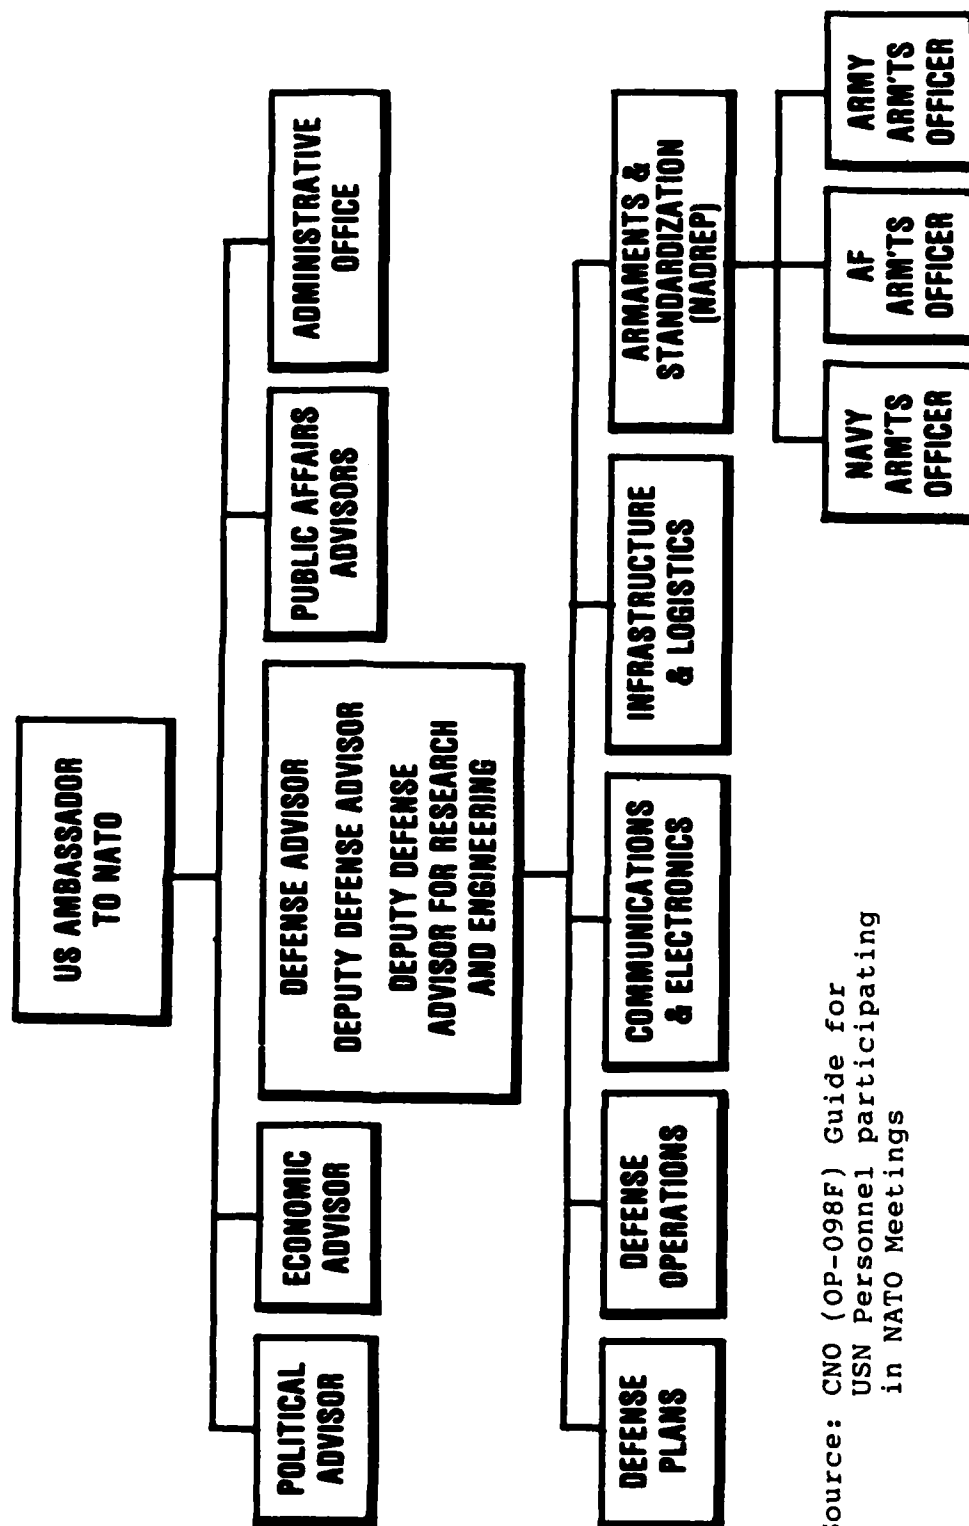 US AMBASSADOR
TO NATO
POLITICAL
ADVISOR
ECONOMIC
ADVISOR
DEFENSE ADVISOR
DEPUTY DEFENSE ADVISOR
DEPUTY DEFENSE
ADVISOR FOR RESEARCH
AND ENGINEERING
PUBLIC AFFAIRS
ADVISORS
ADMINISTRATIVE
OFFICE
DEFENSE
PLANS
DEFENSE
OPERATIONS
COMMUNICATIONS
& ELECTRONICS
INFRASTRUCTURE
& LOGISTICS
ARMAMENTS &
STANDARDIZATION
(NADREP)
NAVY
ARM'TS
OFFICER
AF
ARM'TS
OFFICER
ARMY
ARM'TS
OFFICER
Source: CNO (OP-098F) Guide for
USN Personnel participating
in NATO Meetings